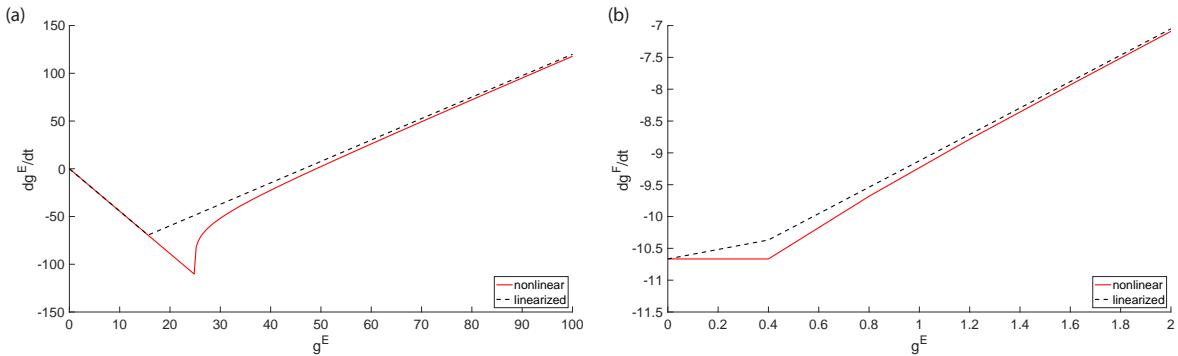 (a)
150
100
50
0
-50
-100
-150
dg^E/dt
0 10 20 30 40 50 60 70 80 90 100
g^E
nonlinear
linearized
(b)
-7
-7.5
-8
-8.5
-9
-9.5
-10
-10.5
-11
-11.5
dg^F/dt
0 0.2 0.4 0.6 0.8 1 1.2 1.4 1.6 1.8 2
g^E
nonlinear
linearized